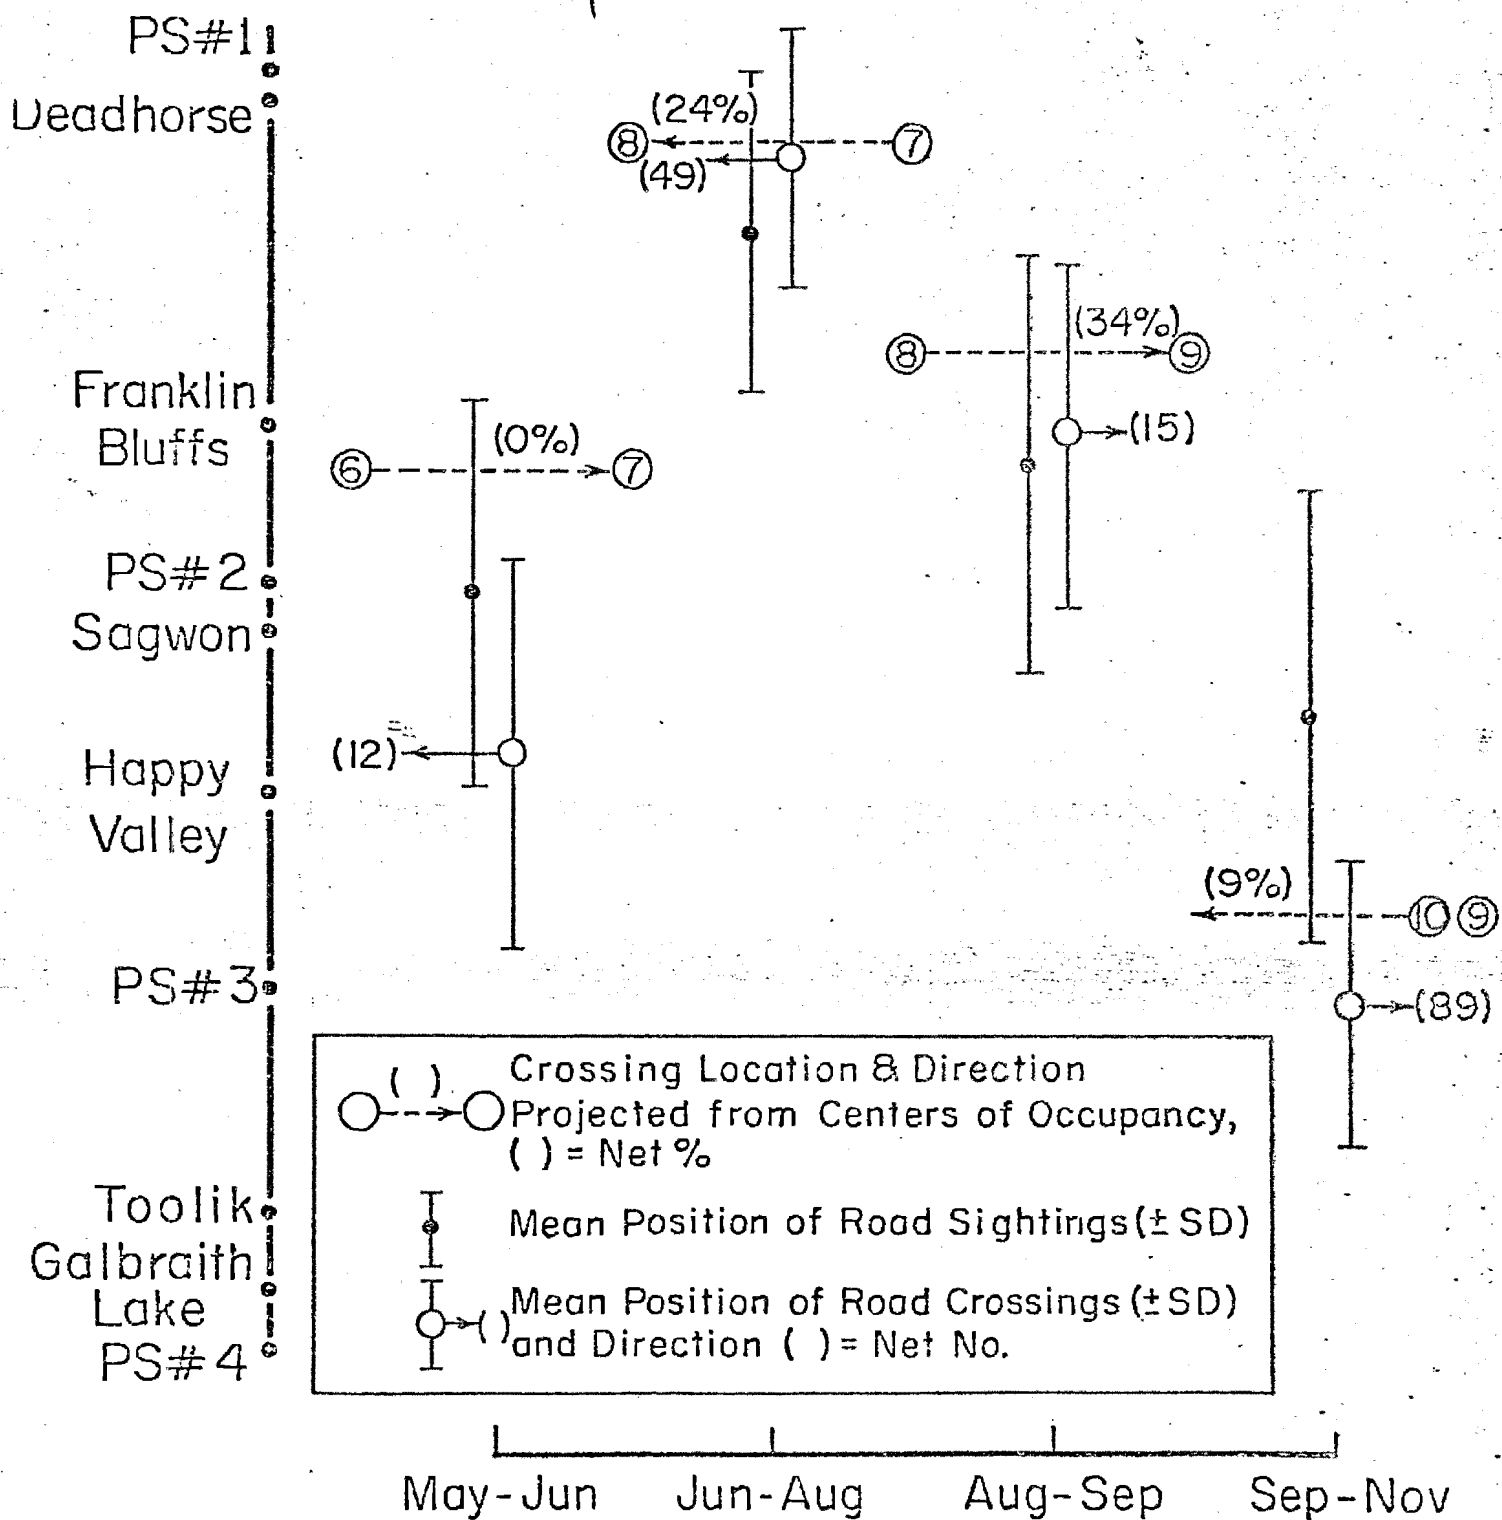 PS#1
Deadhorse
Franklin
Bluffs
PS#2
Sagwon
Happy
Valley
PS#3
Toolik
Galbraith
Lake
PS#4
(24%)
8
7
(49)
(34%)
8
9
(15)
(0%)
6
7
(12)
(9%)
10 9
(89)
( ) Crossing Location & Direction
Projected from Centers of Occupancy,
( ) = Net %
Mean Position of Road Sightings (± SD)
Mean Position of Road Crossings (± SD)
( ) and Direction ( ) = Net No.
May-Jun Jun-Aug Aug-Sep Sep-Nov